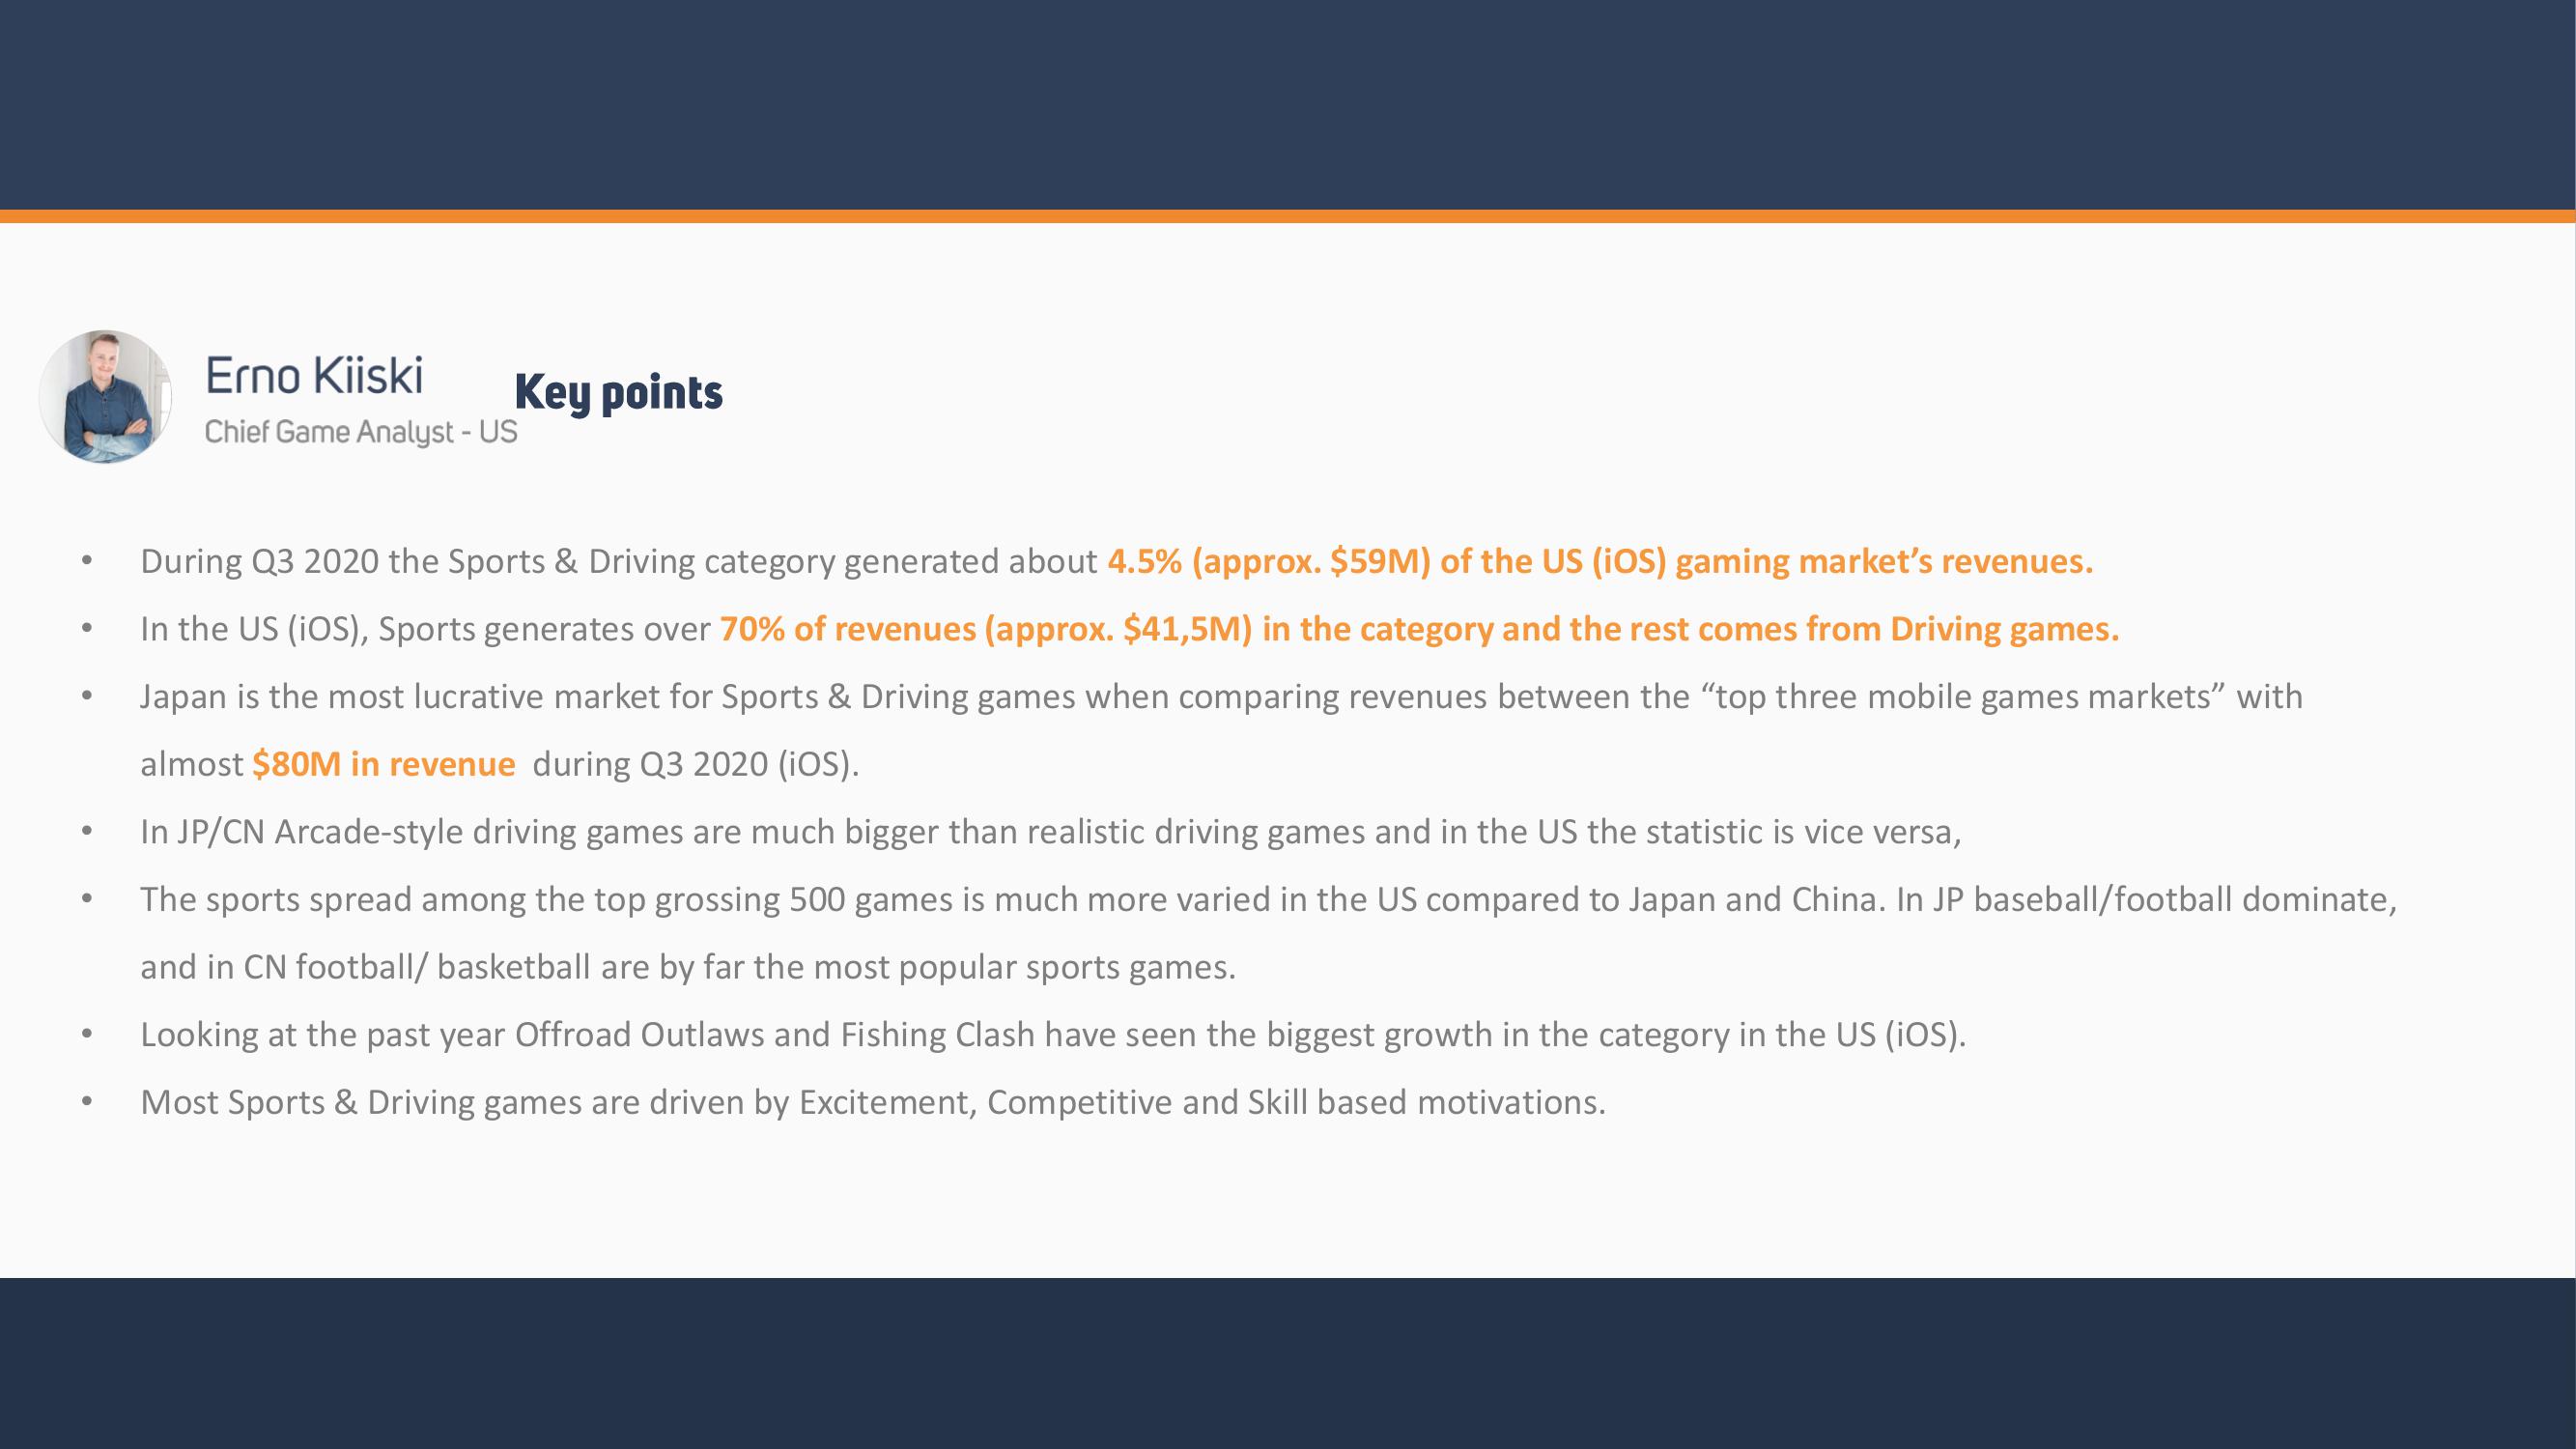 Erno Kiiski
Key points
Chief Game Analyst - US
• During Q3 2020 the Sports & Driving category generated about 4.5% (approx. $59M) of the US (iOS) gaming market’s revenues.
• In the US (iOS), Sports generates over 70% of revenues (approx. $41,5M) in the category and the rest comes from Driving games.
• Japan is the most lucrative market for Sports & Driving games when comparing revenues between the “top three mobile games markets” with
almost $80M in revenue during Q3 2020 (iOS).
• In JP/CN Arcade-style driving games are much bigger than realistic driving games and in the US the statistic is vice versa,
• The sports spread among the top grossing 500 games is much more varied in the US compared to Japan and China. In JP baseball/football dominate,
and in CN football/ basketball are by far the most popular sports games.
• Looking at the past year Offroad Outlaws and Fishing Clash have seen the biggest growth in the category in the US (iOS).
• Most Sports & Driving games are driven by Excitement, Competitive and Skill based motivations.